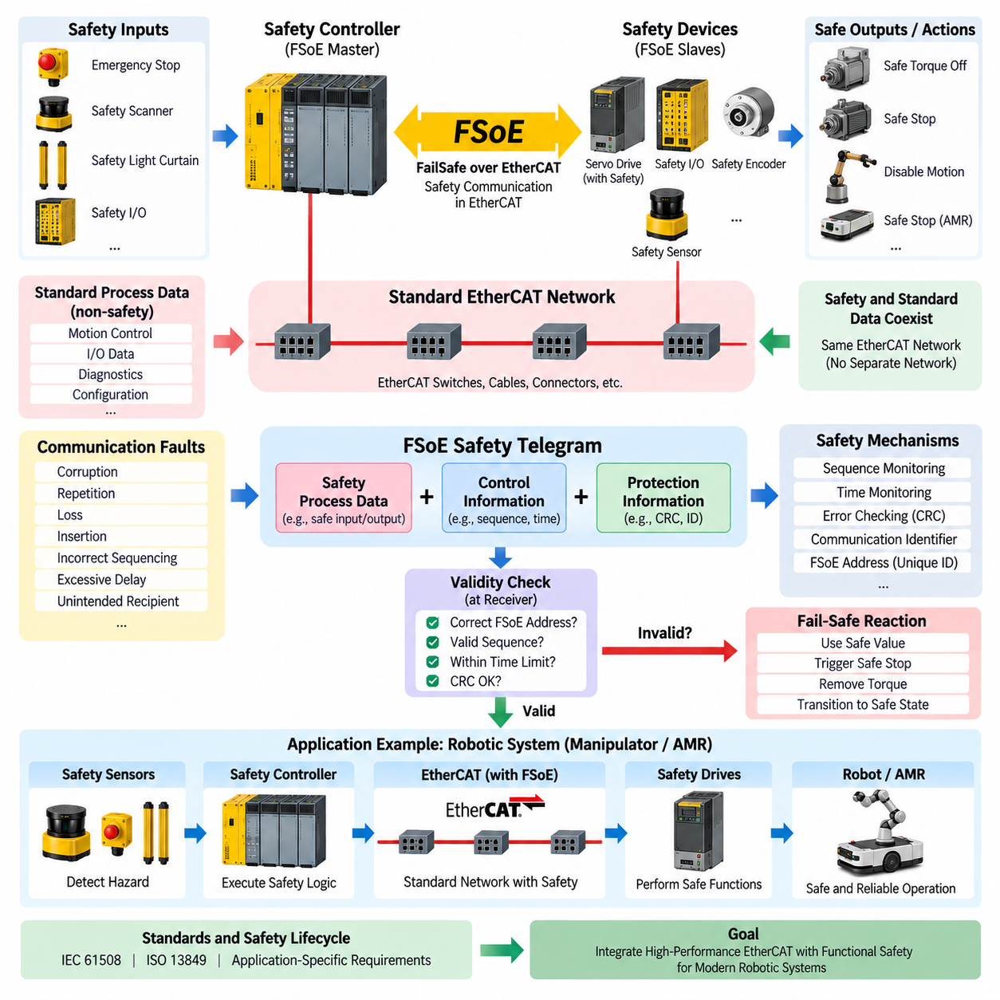 Safety Inputs
Emergency Stop
Safety Scanner
Safety Light Curtain
Safety I/O
...
Safety Controller
(FSoE Master)
FSoE
FailSafe over EtherCAT
Safety Communication
in EtherCAT
Safety Devices
(FSoE Slaves)
Servo Drive
(with Safety)
Safety I/O
Safety Encoder
Safety Sensor
...
Safe Outputs / Actions
Safe Torque Off
Safe Stop
Disable Motion
Safe Stop (AMR)
...
Standard Process Data
(non-safety)
Motion Control
I/O Data
Diagnostics
Configuration
...
Standard EtherCAT Network
EtherCAT Switches, Cables, Connectors, etc.
Safety and Standard
Data Coexist
Same EtherCAT Network
(No Separate Network)
Communication Faults
Corruption
Repetition
Loss
Insertion
Incorrect Sequencing
Excessive Delay
Unintended Recipient
...
FSoE Safety Telegram
Safety
Process Data
(e.g., safe input/output)
+
Control
Information
(e.g., sequence, time)
+
Protection
Information
(e.g., CRC, ID)
Safety Mechanisms
Sequence Monitoring
Time Monitoring
Error Checking (CRC)
Communication Identifier
FSoE Address (Unique ID)
...
Validity Check
(at Receiver)
Correct FSoE Address?
Valid Sequence?
Within Time Limit?
CRC OK?
Invalid?
Valid
Fail-Safe Reaction
Use Safe Value
Trigger Safe Stop
Remove Torque
Transition to Safe State
Application Example: Robotic System (Manipulator / AMR)
Safety Sensors
Detect Hazard
Safety Controller
Execute Safety Logic
EtherCAT (with FSoE)
EtherCAT.
Standard Network with Safety
Safety Drives
Perform Safe Functions
Robot / AMR
Safe and Reliable Operation
Standards and Safety Lifecycle
IEC 61508 | ISO 13849 | Application-Specific Requirements
Goal
Integrate High-Performance EtherCAT with Functional Safety
for Modern Robotic Systems